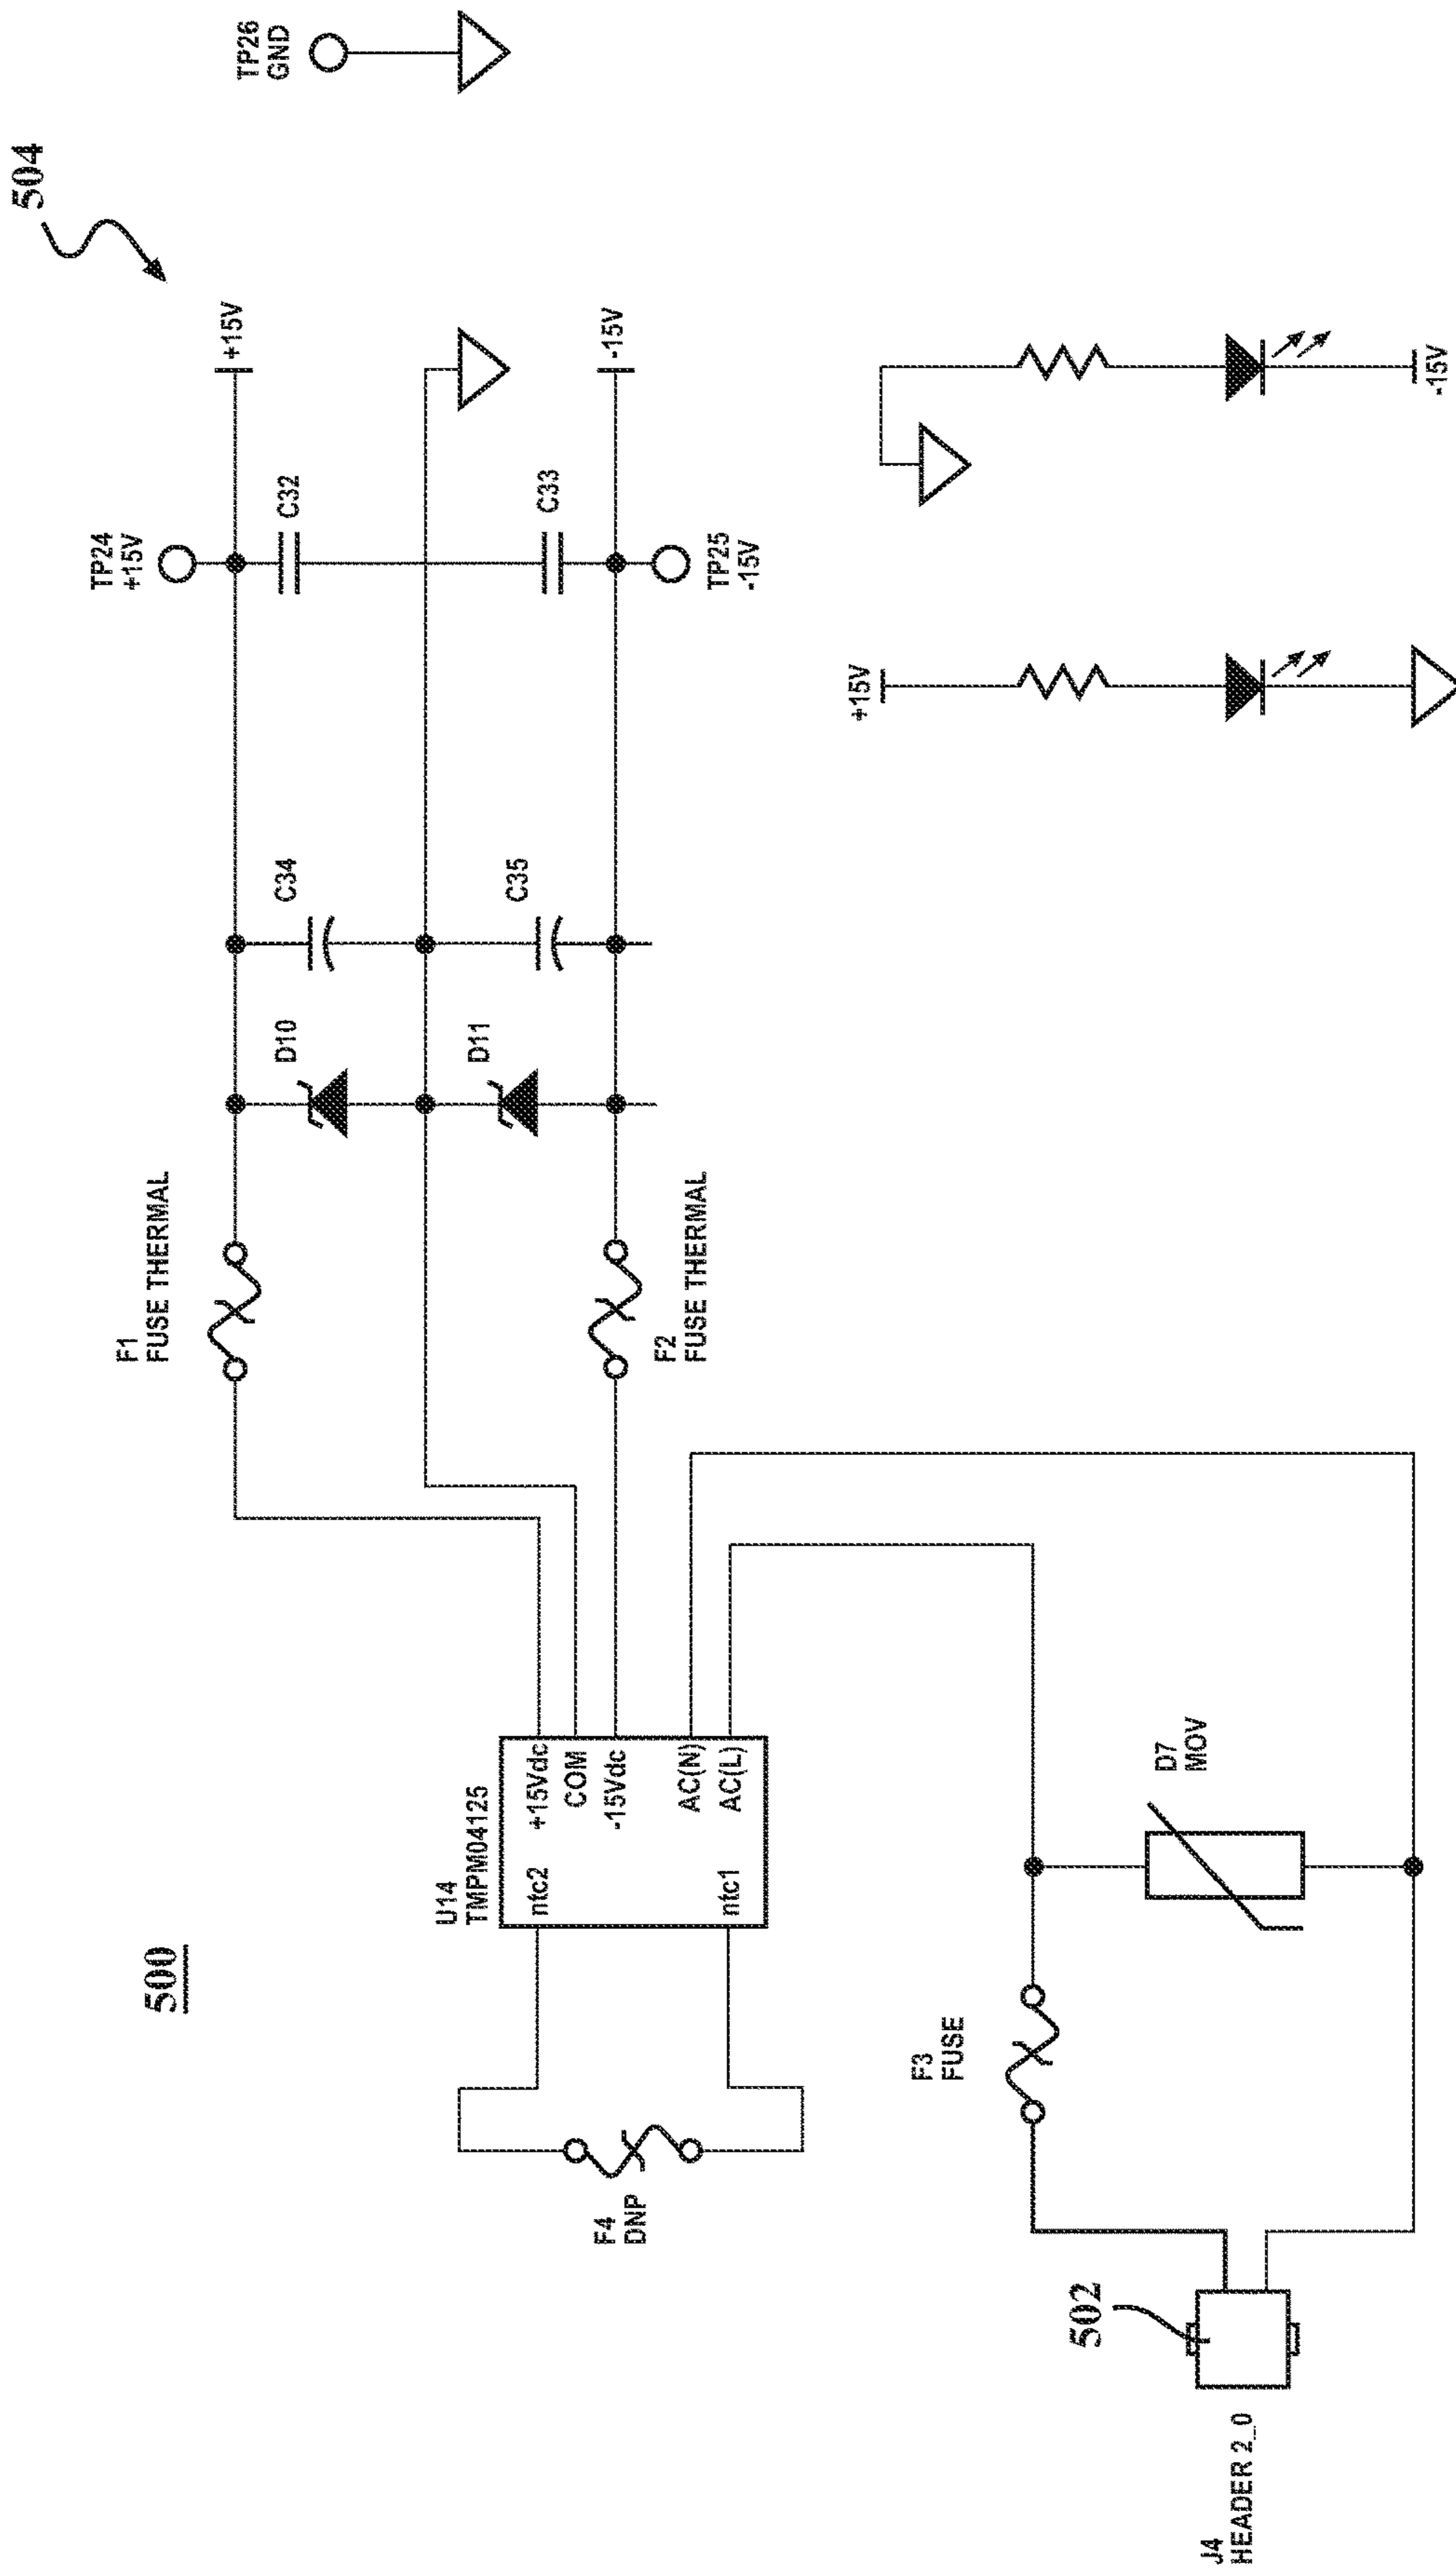 500
504
TP26
GND
TP24
+15V
+15V
F1
FUSE THERMAL
D10
C34
C32
D11
C35
C33
-15V
F2
FUSE THERMAL
TP25
-15V
U14
TMPM04125
ntc2
+15Vdc
COM
-15Vdc
AC(N)
ntc1
AC(L)
F4
DNP
F3
FUSE
D7
MOV
502
J4
HEADER 2_0
+15V
-15V